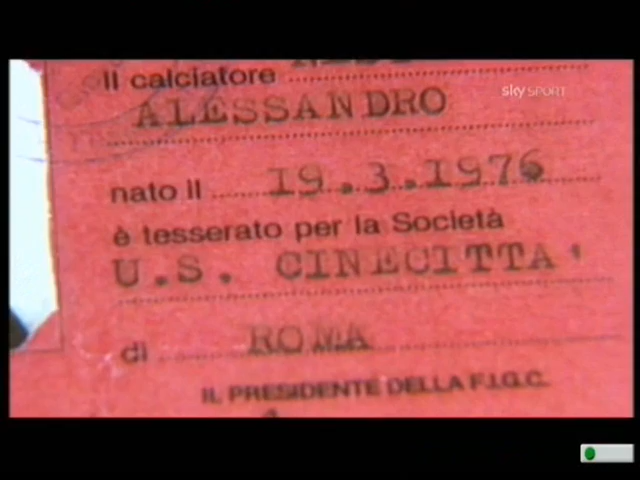 Il calciatore
sky SPORT
ALESSANDRO
nato il 19.3.1976
è tesserato per la Società
U.S. CINECITTA'
di ROMA
IL PRESIDENTE DELLA F.I.G.C.